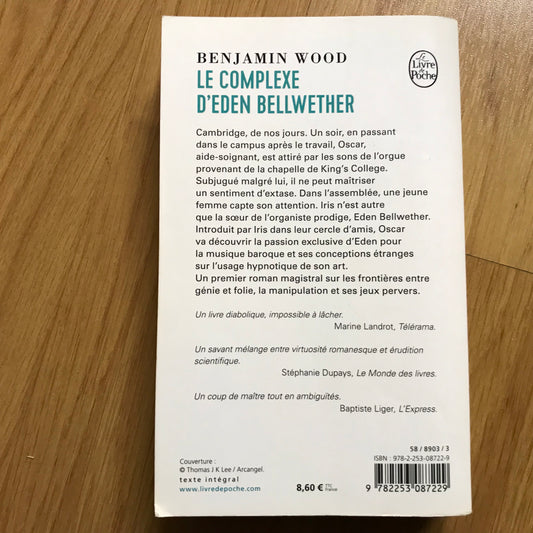 BENJAMIN WOOD
Le Livre de Poche
LE COMPLEXE
D'EDEN BELLWETHER
Cambridge, de nos jours. Un soir, en passant
dans le campus après le travail, Oscar,
aide-soignant, est attiré par les sons de l'orgue
provenant de la chapelle de King's College.
Subjugué malgré lui, il ne peut maîtriser
un sentiment d'extase. Dans l'assemblée, une jeune
femme capte son attention. Iris n'est autre
que la sœur de l'organiste prodige, Eden Bellwether.
Introduit par Iris dans leur cercle d'amis, Oscar
va découvrir la passion exclusive d'Eden pour
la musique baroque et ses conceptions étranges
sur l'usage hypnotique de son art.
Un premier roman magistral sur les frontières entre
génie et folie, la manipulation et ses jeux pervers.
Un livre diabolique, impossible à lâcher.
Marine Landrot, Télérama.
Un savant mélange entre virtuosité romanesque et érudition
scientifique.
Stéphanie Dupays, Le Monde des livres.
Un coup de maître tout en ambiguïtés.
Baptiste Liger, L'Express.
Couverture :
© Thomas J K Lee / Arcangel.
texte intégral
www.livredepoche.com
8,60 € TTC France
58 / 8903 / 3
ISBN : 978-2-253-08722-9
9 782253 087229